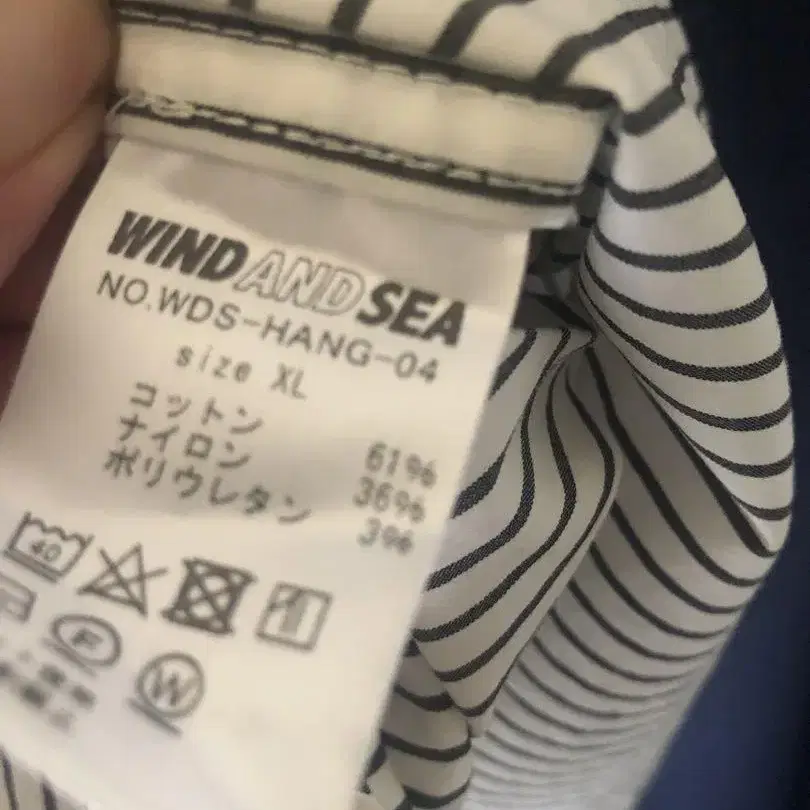 WIND AND SEA
NO.WDS-HANG-04
size XL
コットン 61%
ナイロン 36%
ポリウレタン 3%
40
F
W